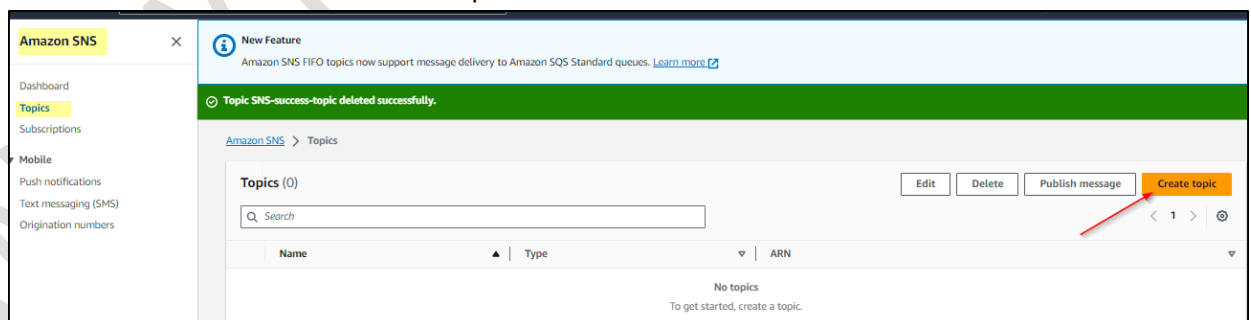 Amazon SNS
New Feature
Amazon SNS FIFO topics now support message delivery to Amazon SQS Standard queues. Learn more
Dashboard
Topics
Subscriptions
Mobile
Push notifications
Text messaging (SMS)
Origination numbers
Topic SNS-success-topic deleted successfully.
Amazon SNS > Topics
Topics (0)
Edit
Delete
Publish message
Create topic
Search
< 1 >
Name
Type
ARN
No topics
To get started, create a topic.